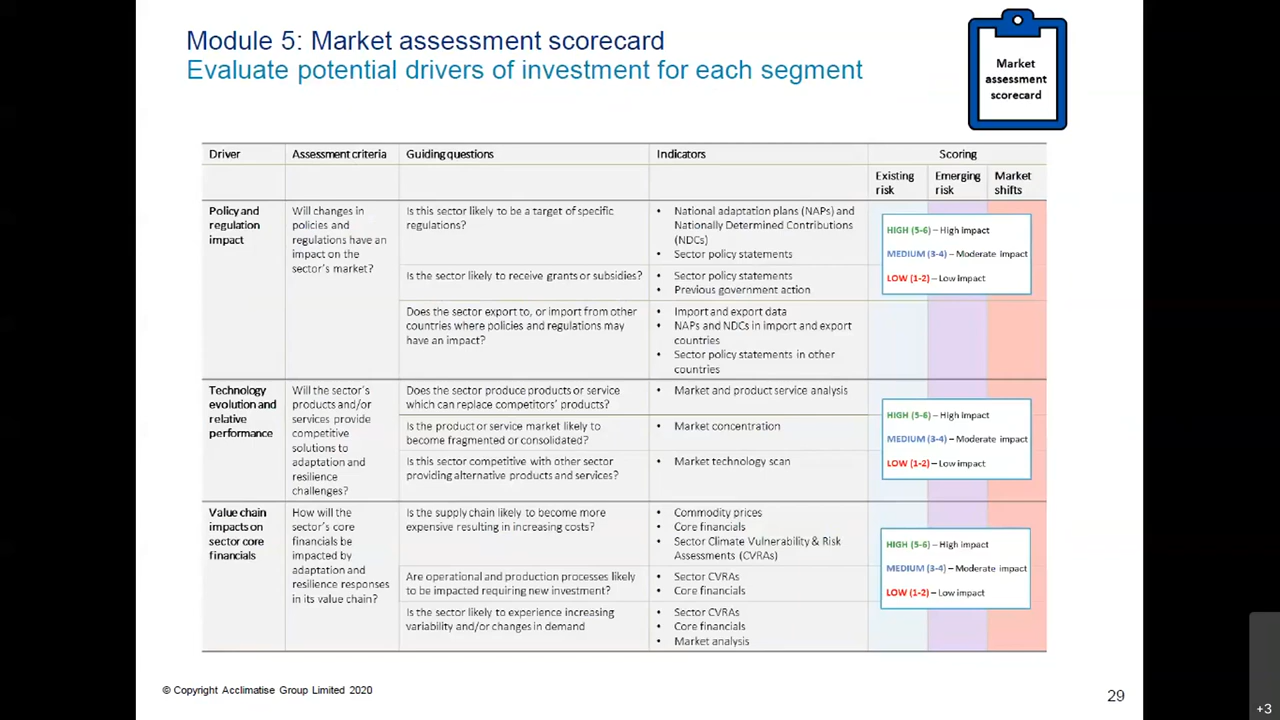 Module 5: Market assessment scorecard
Evaluate potential drivers of investment for each segment
Market
assessment
scorecard
Driver
Assessment criteria
Guiding questions
Indicators
Scoring
Existing
risk
Emerging
risk
Market
shifts
Policy and
regulation
impact
Will changes in
policies and
regulations have an
impact on the
sector's market?
Is this sector likely to be a target of specific
regulations?
• National adaptation plans (NAPs) and
Nationally Determined Contributions
(NDCs)
• Sector policy statements
Is the sector likely to receive grants or subsidies?
• Sector policy statements
• Previous government action
Does the sector export to, or import from other
countries where policies and regulations may
have an impact?
• Import and export data
• NAPs and NDCs in import and export
countries
• Sector policy statements in other
countries
HIGH (5-6) – High impact
MEDIUM (3-4) – Moderate impact
LOW (1-2) – Low impact
Technology
evolution and
relative
performance
Will the sector's
products and/or
services provide
competitive
solutions to
adaptation and
resilience
challenges?
Does the sector produce products or service
which can replace competitors' products?
• Market and product service analysis
Is the product or service market likely to
become fragmented or consolidated?
• Market concentration
Is this sector competitive with other sector
providing alternative products and services?
• Market technology scan
HIGH (5-6) – High impact
MEDIUM (3-4) – Moderate impact
LOW (1-2) – Low impact
Value chain
impacts on
sector core
financials
How will the
sector's core
financials be
impacted by
adaptation and
resilience responses
in its value chain?
Is the supply chain likely to become more
expensive resulting in increasing costs?
• Commodity prices
• Core financials
• Sector Climate Vulnerability & Risk
Assessments (CVRAs)
Are operational and production processes likely
to be impacted requiring new investment?
• Sector CVRAs
• Core financials
Is the sector likely to experience increasing
variability and/or changes in demand
• Sector CVRAs
• Core financials
• Market analysis
HIGH (5-6) – High impact
MEDIUM (3-4) – Moderate impact
LOW (1-2) – Low impact
© Copyright Acclimatise Group Limited 2020
29
+3